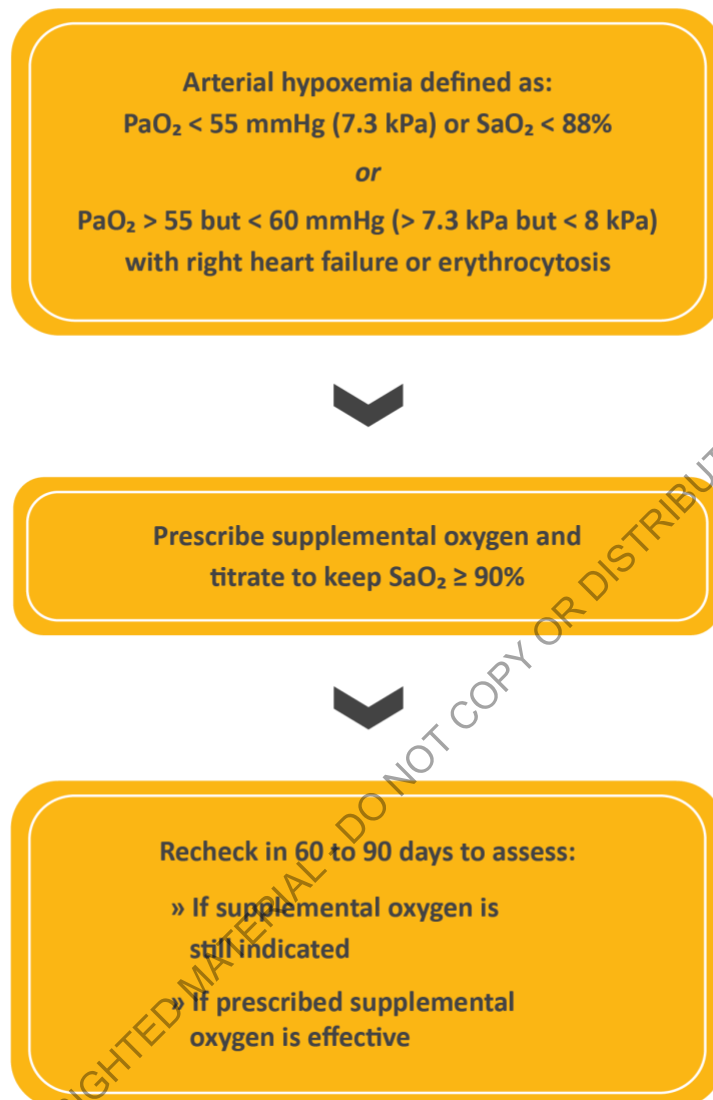 Arterial hypoxemia defined as:
PaO₂ < 55 mmHg (7.3 kPa) or SaO₂ < 88%
or
PaO₂ > 55 but < 60 mmHg (> 7.3 kPa but < 8 kPa)
with right heart failure or erythrocytosis
Prescribe supplemental oxygen and
titrate to keep SaO₂ ≥ 90%
Recheck in 60 to 90 days to assess:
» If supplemental oxygen is
still indicated
» If prescribed supplemental
oxygen is effective
MATERIAL - DO NOT COPY OR